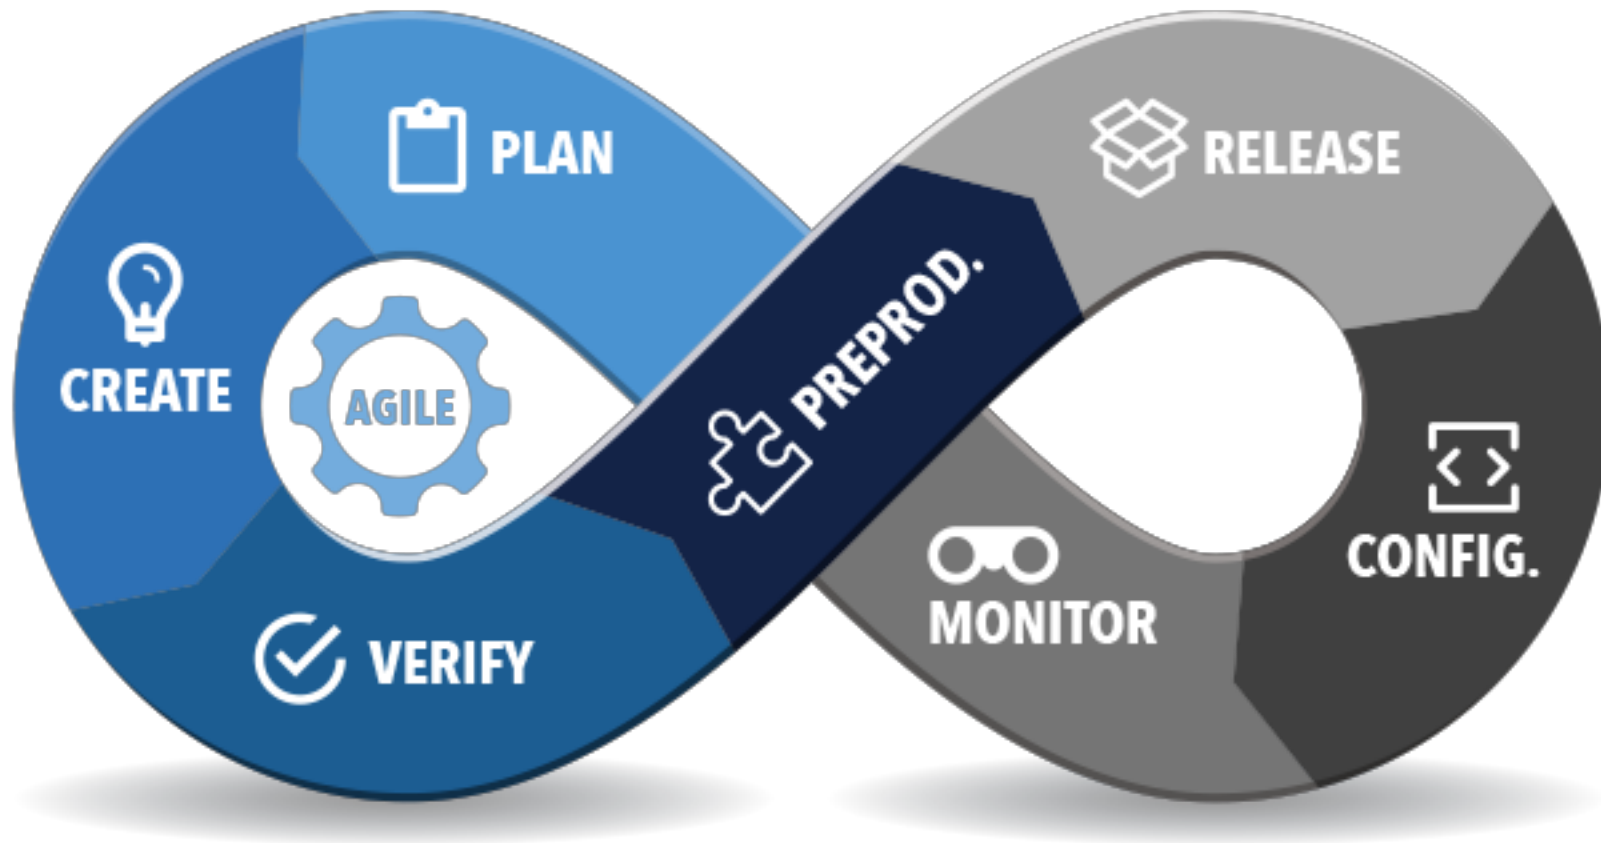 PLAN
CREATE
AGILE
VERIFY
PREPROD.
RELEASE
CONFIG.
MONITOR